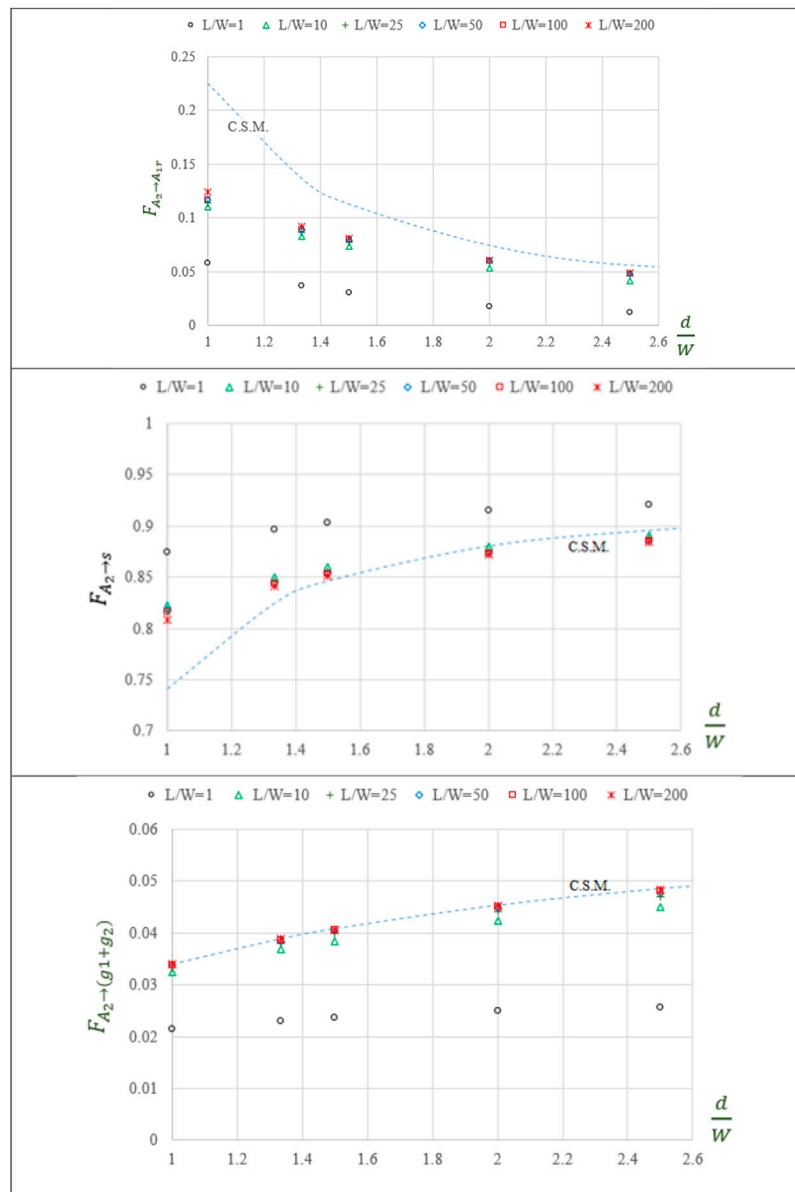 L/W=1 L/W=10 L/W=25 L/W=50 L/W=100 L/W=200
0.25
0.2
C.S.M.
0.15
F_{A_2→A_{1r}}
0.1
0.05
0
1 1.2 1.4 1.6 1.8 2 2.2 2.4 2.6
d/W
L/W=1 L/W=10 L/W=25 L/W=50 L/W=100 L/W=200
1
0.95
0.9
C.S.M.
F_{A_2→s}
0.85
0.8
0.75
0.7
1 1.2 1.4 1.6 1.8 2 2.2 2.4 2.6
d/W
L/W=1 L/W=10 L/W=25 L/W=50 L/W=100 L/W=200
0.06
0.05
C.S.M.
0.04
F_{A_2→(g1+g_2)}
0.03
0.02
0.01
0
1 1.2 1.4 1.6 1.8 2 2.2 2.4 2.6
d/W